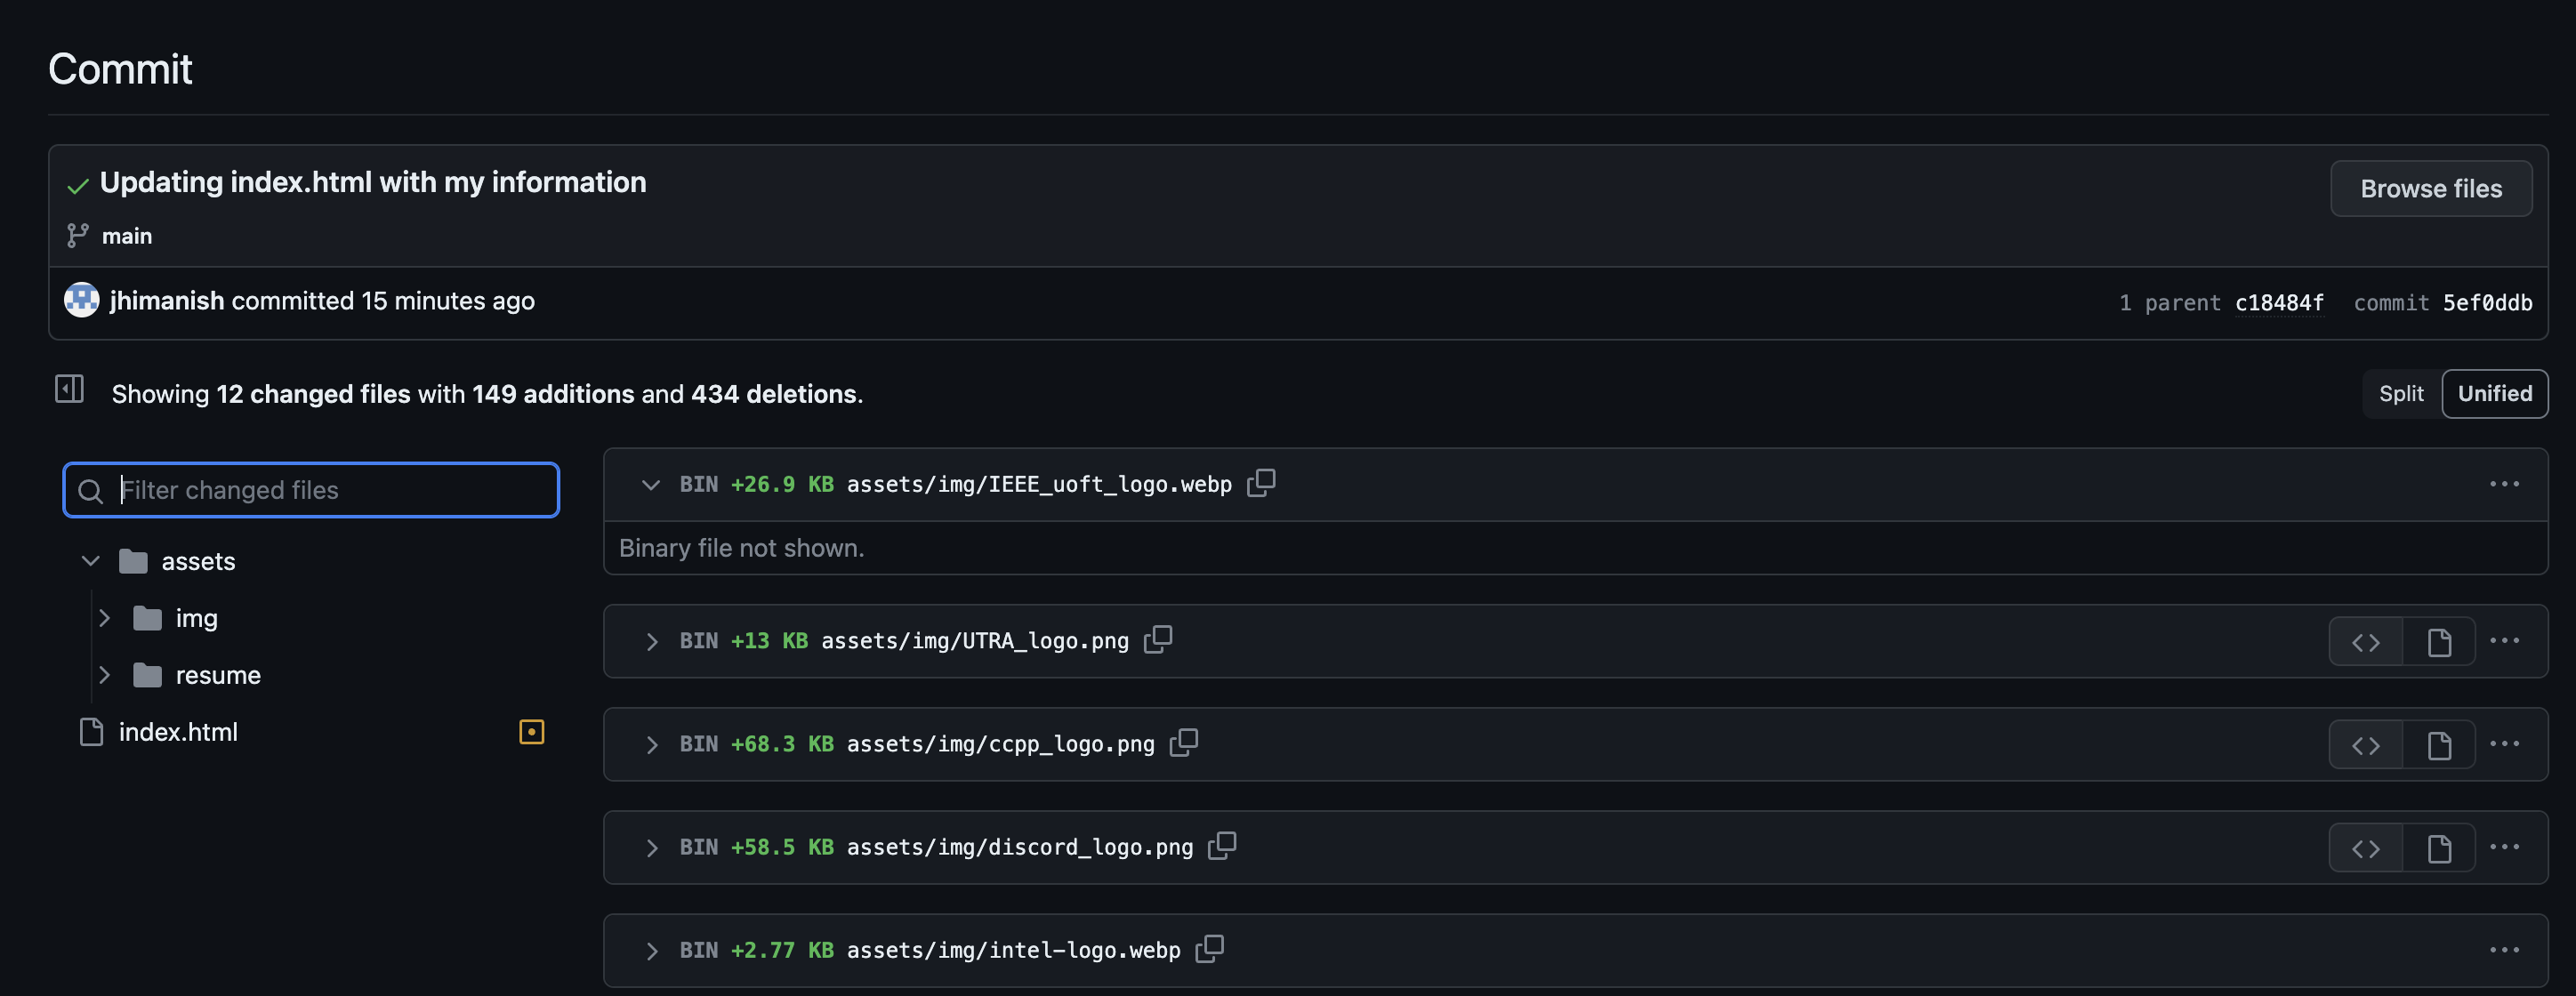 Commit
Updating index.html with my information
Browse files
main
jhimanish committed 15 minutes ago
1 parent c18484f commit 5ef0ddb
Showing 12 changed files with 149 additions and 434 deletions.
Split Unified
Filter changed files
assets
img
resume
index.html
BIN +26.9 KB assets/img/IEEE_uoft_logo.webp
Binary file not shown.
BIN +13 KB assets/img/UTRA_logo.png
BIN +68.3 KB assets/img/ccpp_logo.png
BIN +58.5 KB assets/img/discord_logo.png
BIN +2.77 KB assets/img/intel-logo.webp